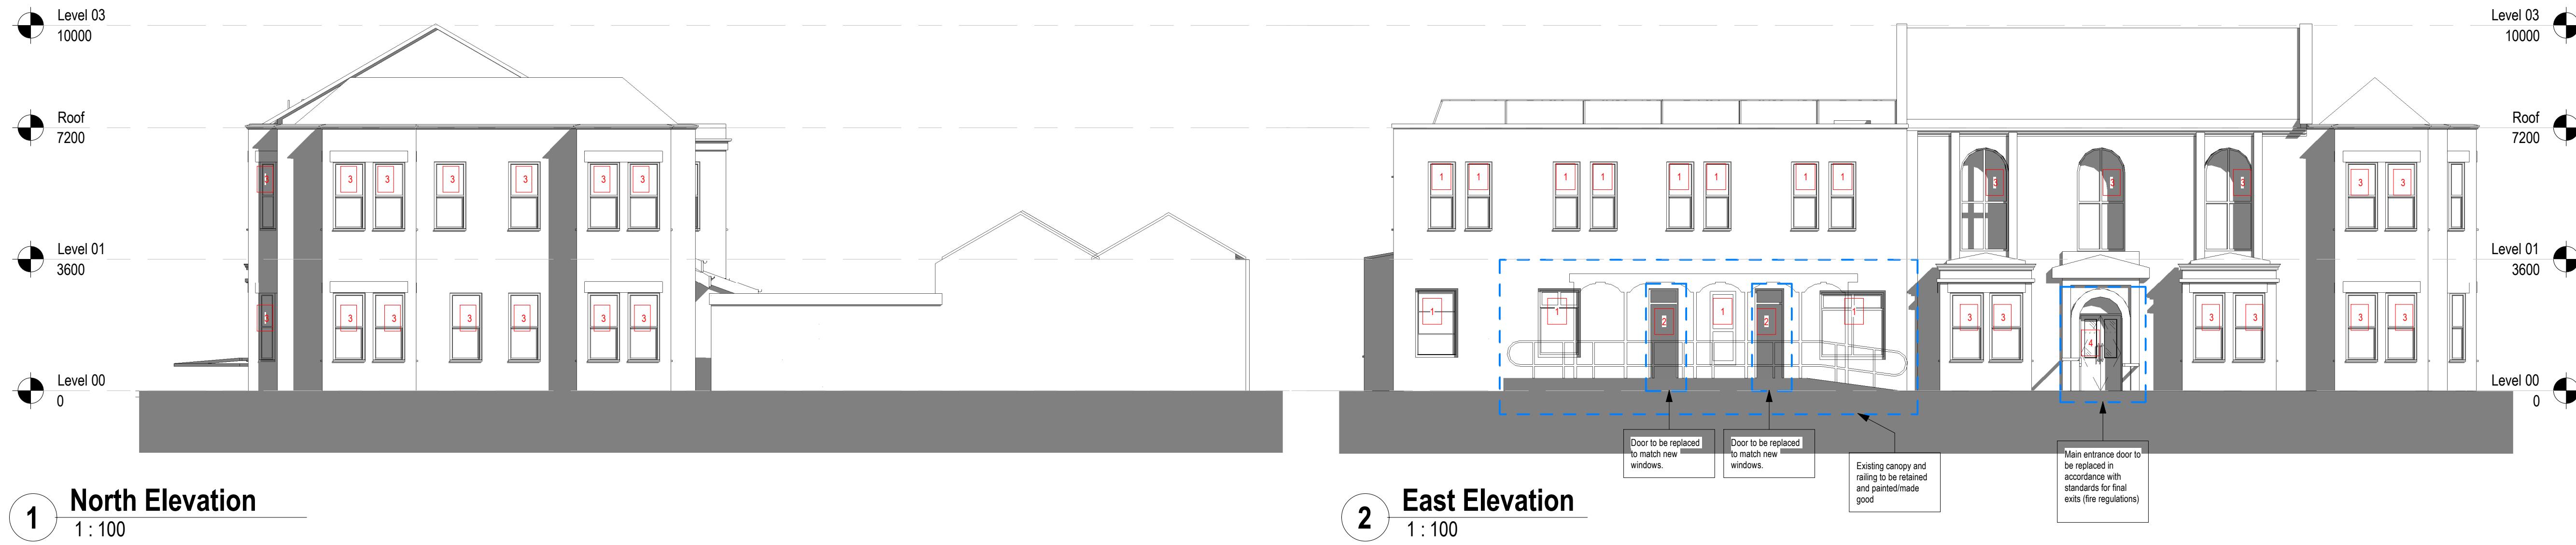 Level 03
10000
Roof
7200
Level 01
3600
Level 00
0
3 3 3 3 3 3 3
3 3 3 3 3 3 3
1 North Elevation
1 : 100
1 1 1 1 1 1 1 1 3 3 3 3 3
1 1 2 1 2 1 3 3 4 3 3 3 3
Door to be replaced
to match new
windows.
Door to be replaced
to match new
windows.
Existing canopy and
railing to be retained
and painted/made
good
Main entrance door to
be replaced in
accordance with
standards for final
exits (fire regulations)
2 East Elevation
1 : 100
Level 03
10000
Roof
7200
Level 01
3600
Level 00
0